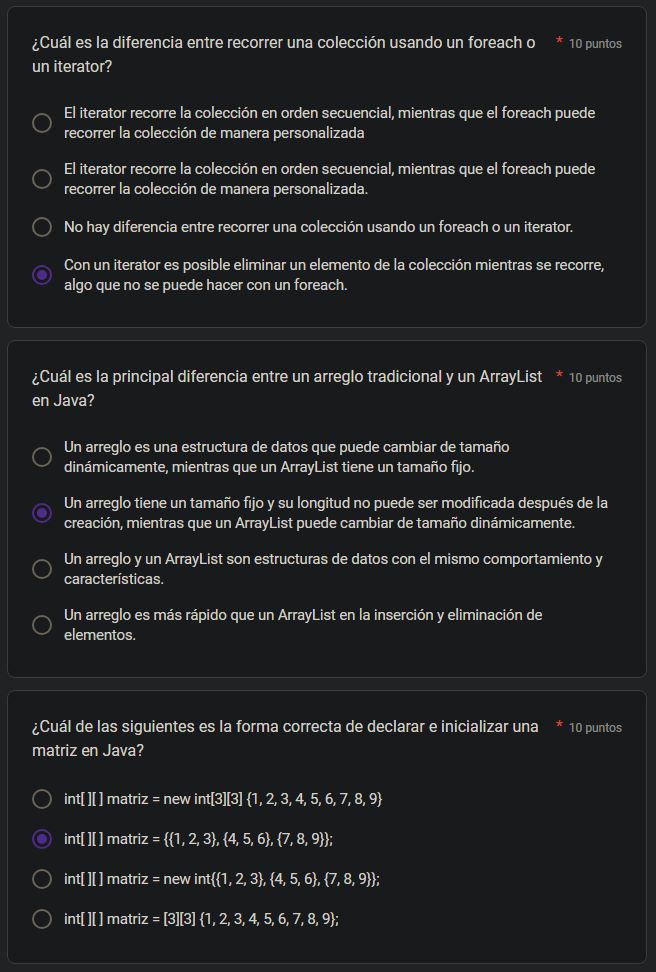 ¿Cuál es la diferencia entre recorrer una colección usando un foreach o * 10 puntos
un iterator?
El iterator recorre la colección en orden secuencial, mientras que el foreach puede
recorrer la colección de manera personalizada
El iterator recorre la colección en orden secuencial, mientras que el foreach puede
recorrer la colección de manera personalizada.
No hay diferencia entre recorrer una colección usando un foreach o un iterator.
Con un iterator es posible eliminar un elemento de la colección mientras se recorre,
algo que no se puede hacer con un foreach.
¿Cuál es la principal diferencia entre un arreglo tradicional y un ArrayList * 10 puntos
en Java?
Un arreglo es una estructura de datos que puede cambiar de tamaño
dinámicamente, mientras que un ArrayList tiene un tamaño fijo.
Un arreglo tiene un tamaño fijo y su longitud no puede ser modificada después de la
creación, mientras que un ArrayList puede cambiar de tamaño dinámicamente.
Un arreglo y un ArrayList son estructuras de datos con el mismo comportamiento y
características.
Un arreglo es más rápido que un ArrayList en la inserción y eliminación de
elementos.
¿Cuál de las siguientes es la forma correcta de declarar e inicializar una * 10 puntos
matriz en Java?
int[ ][ ] matriz = new int[3][3] {1, 2, 3, 4, 5, 6, 7, 8, 9}
int[ ][ ] matriz = {{1, 2, 3}, {4, 5, 6}, {7, 8, 9}};
int[ ][ ] matriz = new int{{1, 2, 3}, {4, 5, 6}, {7, 8, 9}};
int[ ][ ] matriz = [3][3] {1, 2, 3, 4, 5, 6, 7, 8, 9};